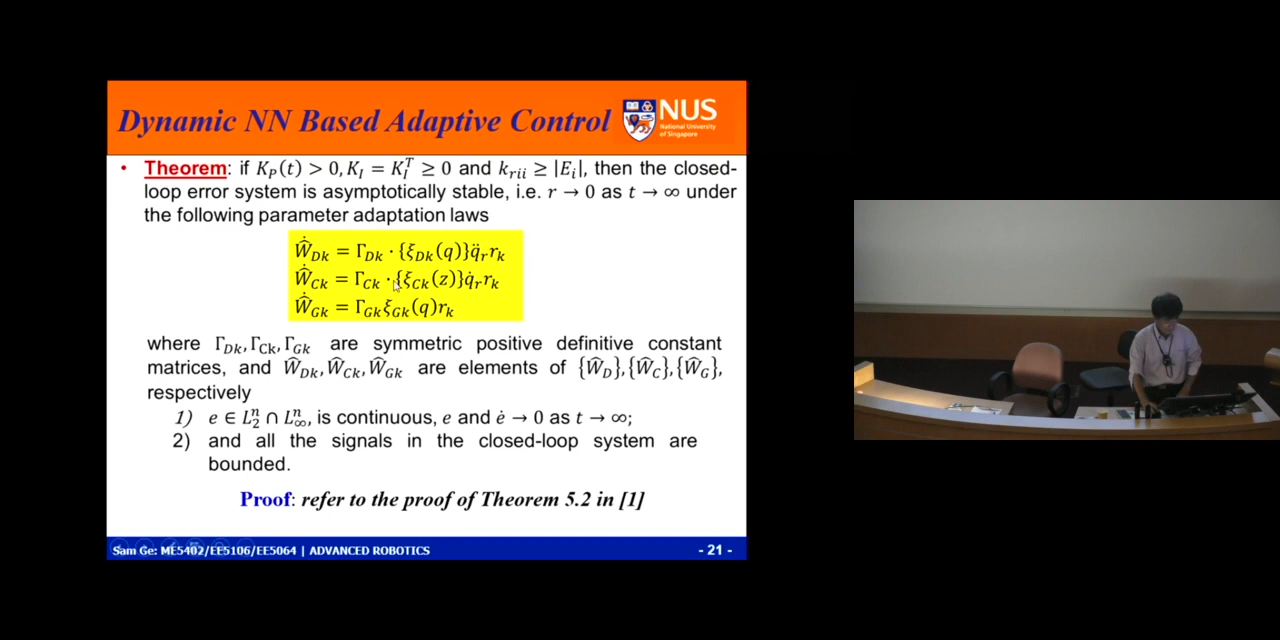 Dynamic NN Based Adaptive Control
NUS
National University
of Singapore
• Theorem: if K_P(t) > 0, K_I = K_I^T ≥ 0 and k_rii ≥ |E_i|, then the closed-
loop error system is asymptotically stable, i.e. r → 0 as t → ∞ under
the following parameter adaptation laws
Ŵ̇_Dk = Γ_Dk · {ξ_Dk(q)}q̈_r r_k
Ŵ̇_Ck = Γ_Ck · {ξ_Ck(z)}q̇_r r_k
Ŵ̇_Gk = Γ_Gk ξ_Gk(q)r_k
where Γ_Dk, Γ_Ck, Γ_Gk are symmetric positive definitive constant
matrices, and Ŵ_Dk, Ŵ_Ck, Ŵ_Gk are elements of {Ŵ_D}, {Ŵ_C}, {Ŵ_G},
respectively
1) e ∈ L_2^n ∩ L_∞^n, is continuous, e and ė → 0 as t → ∞;
2) and all the signals in the closed-loop system are
bounded.
Proof: refer to the proof of Theorem 5.2 in [1]
Sam Ge: ME5402/EE5106/EE5064 | ADVANCED ROBOTICS
- 21 -